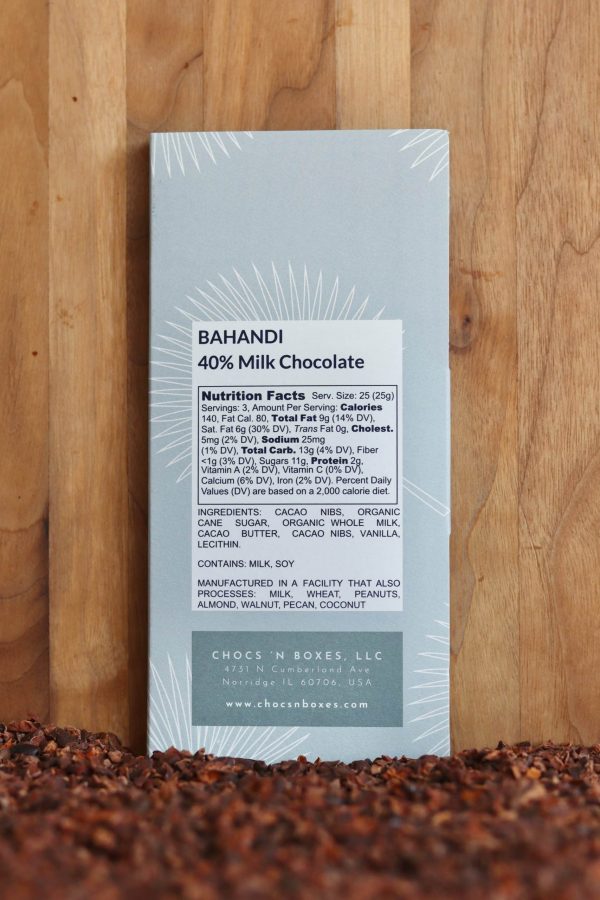 BAHANDI
40% Milk Chocolate
Nutrition Facts Serv. Size: 25 (25g)
Servings: 3, Amount Per Serving: Calories
140, Fat Cal. 80, Total Fat 9g (14% DV),
Sat. Fat 6g (30% DV), Trans Fat 0g, Cholest.
5mg (2% DV), Sodium 25mg
(1% DV), Total Carb. 13g (4% DV), Fiber
<1g (3% DV), Sugars 11g, Protein 2g,
Vitamin A (2% DV), Vitamin C (0% DV),
Calcium (6% DV), Iron (2% DV). Percent Daily
Values (DV) are based on a 2,000 calorie diet.
INGREDIENTS: CACAO NIBS, ORGANIC
CANE SUGAR, ORGANIC WHOLE MILK,
CACAO BUTTER, CACAO NIBS, VANILLA,
LECITHIN.
CONTAINS: MILK, SOY
MANUFACTURED IN A FACILITY THAT ALSO
PROCESSES: MILK, WHEAT, PEANUTS,
ALMOND, WALNUT, PECAN, COCONUT
CHOCS 'N BOXES, LLC
4731 N Cumberland Ave
Norridge IL 60706, USA
www.chocsnboxes.com